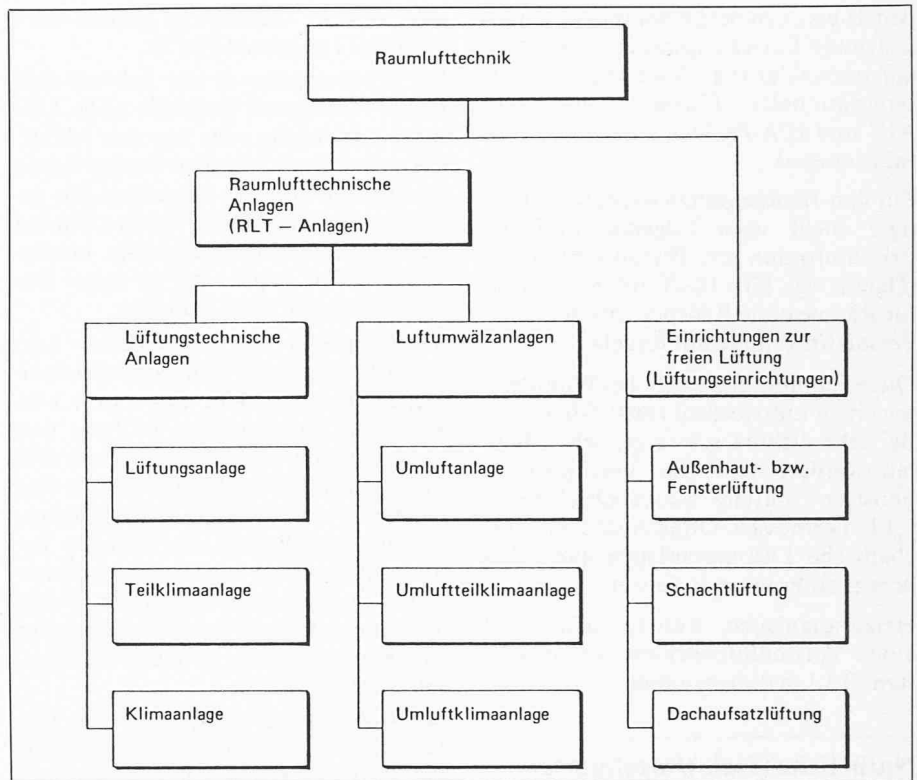 Raumlufttechnik
Raumlufttechnische
Anlagen
(RLT – Anlagen)
Lüftungstechnische
Anlagen
Lüftungsanlage
Teilklimaanlage
Klimaanlage
Luftumwälzanlagen
Umluftanlage
Umluftteilklimaanlage
Umluftklimaanlage
Einrichtungen zur
freien Lüftung
(Lüftungseinrichtungen)
Außenhaut- bzw.
Fensterlüftung
Schachtlüftung
Dachaufsatzlüftung